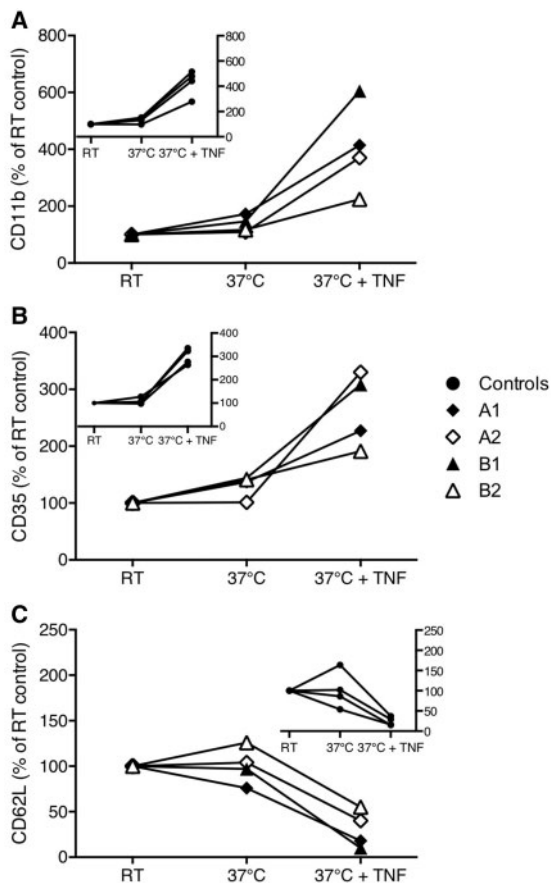 A
CD11b (% of RT control)
800
600
400
200
0
RT 37°C 37°C + TNF
800
600
400
200
0
RT 37°C 37°C + TNF
B
CD35 (% of RT control)
400
300
200
100
0
RT 37°C 37°C + TNF
400
300
200
100
0
RT 37°C 37°C + TNF
Controls
A1
A2
B1
B2
C
CD62L (% of RT control)
250
200
150
100
50
0
RT 37°C 37°C + TNF
250
200
150
100
50
0
RT 37°C 37°C + TNF